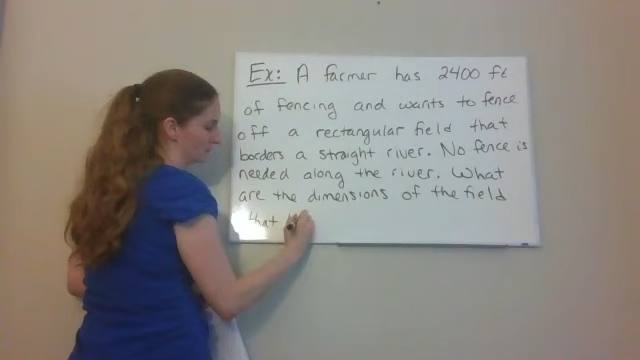 Ex: A farmer has 2400 ft
of fencing and wants to fence
off a rectangular field that
borders a straight river. No fence is
needed along the river. What
are the dimensions of the field
that